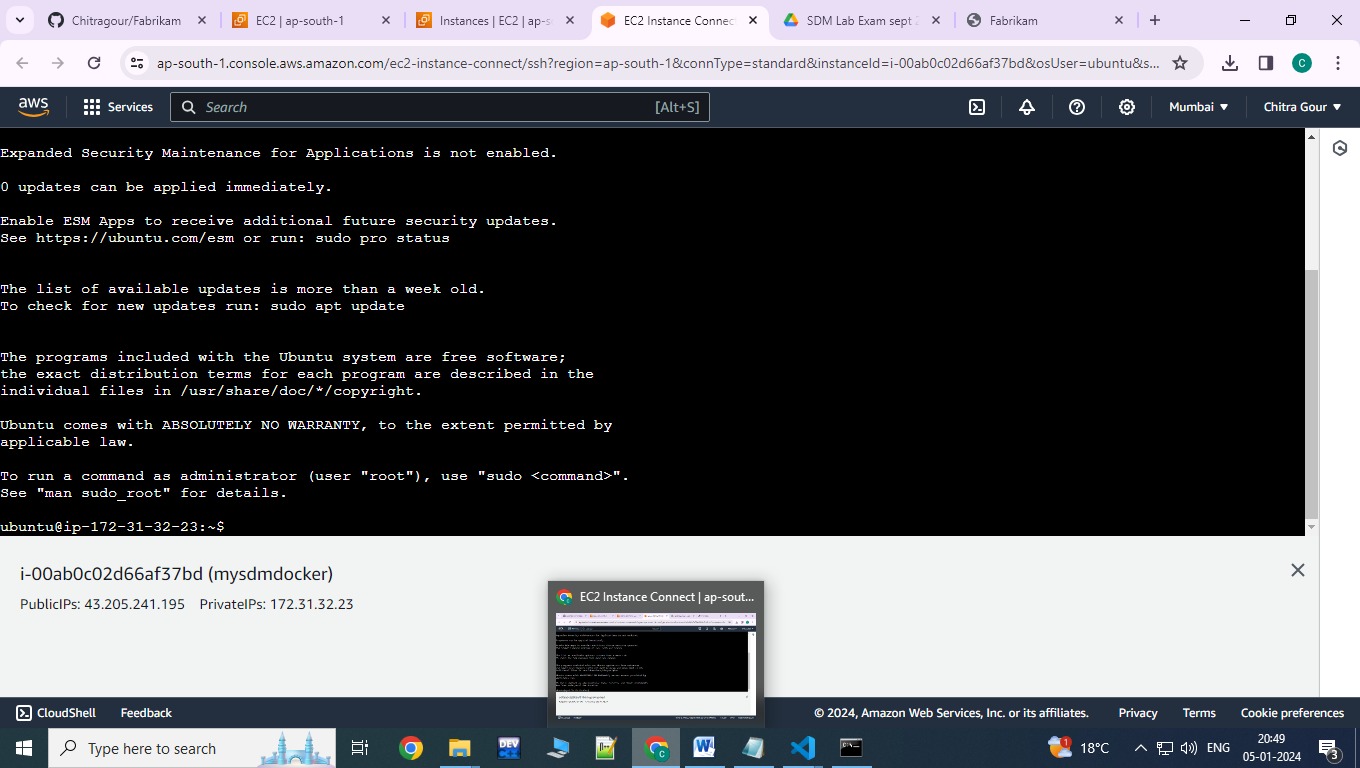 Chitragour/Fabrikam
EC2 | ap-south-1
Instances | EC2 | ap-s
EC2 Instance Connect
SDM Lab Exam sept 2
Fabrikam
ap-south-1.console.aws.amazon.com/ec2-instance-connect/ssh?region=ap-south-1&connType=standard&instanceId=i-00ab0c02d66af37bd&osUser=ubuntu&s...
C
aws
Services
Search
[Alt+S]
Mumbai
Chitra Gour
Expanded Security Maintenance for Applications is not enabled.
0 updates can be applied immediately.
Enable ESM Apps to receive additional future security updates.
See https://ubuntu.com/esm or run: sudo pro status
The list of available updates is more than a week old.
To check for new updates run: sudo apt update
The programs included with the Ubuntu system are free software;
the exact distribution terms for each program are described in the
individual files in /usr/share/doc/*/copyright.
Ubuntu comes with ABSOLUTELY NO WARRANTY, to the extent permitted by
applicable law.
To run a command as administrator (user "root"), use "sudo <command>".
See "man sudo_root" for details.
ubuntu@ip-172-31-32-23:~$
i-00ab0c02d66af37bd (mysdmdocker)
PublicIPs: 43.205.241.195 PrivateIPs: 172.31.32.23
EC2 Instance Connect | ap-sout...
CloudShell
Feedback
© 2024, Amazon Web Services, Inc. or its affiliates.
Privacy
Terms
Cookie preferences
Type here to search
DEV
C
W
1
18°C
ENG
20:49
05-01-2024
3